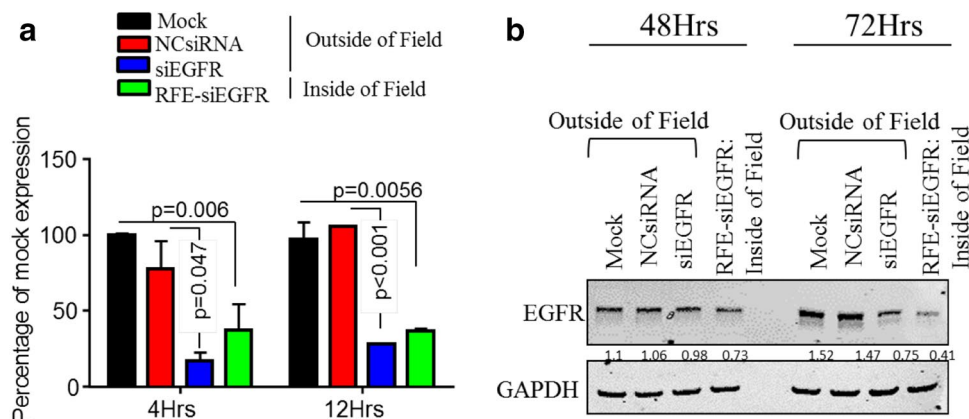 a
Mock
NCsiRNA
siEGFR
RFE-siEGFR
Outside of Field
Inside of Field
Percentage of mock expression
150
100
50
0
p=0.006
p=0.047
p=0.0056
p<0.001
4Hrs
12Hrs
b
48Hrs
72Hrs
Outside of Field
Outside of Field
Mock
NCsiRNA
siEGFR
RFE-siEGFR:
Inside of Field
Mock
NCsiRNA
siEGFR
RFE-siEGFR:
Inside of Field
EGFR
1.1 1.06 0.98 0.73 1.52 1.47 0.75 0.41
GAPDH